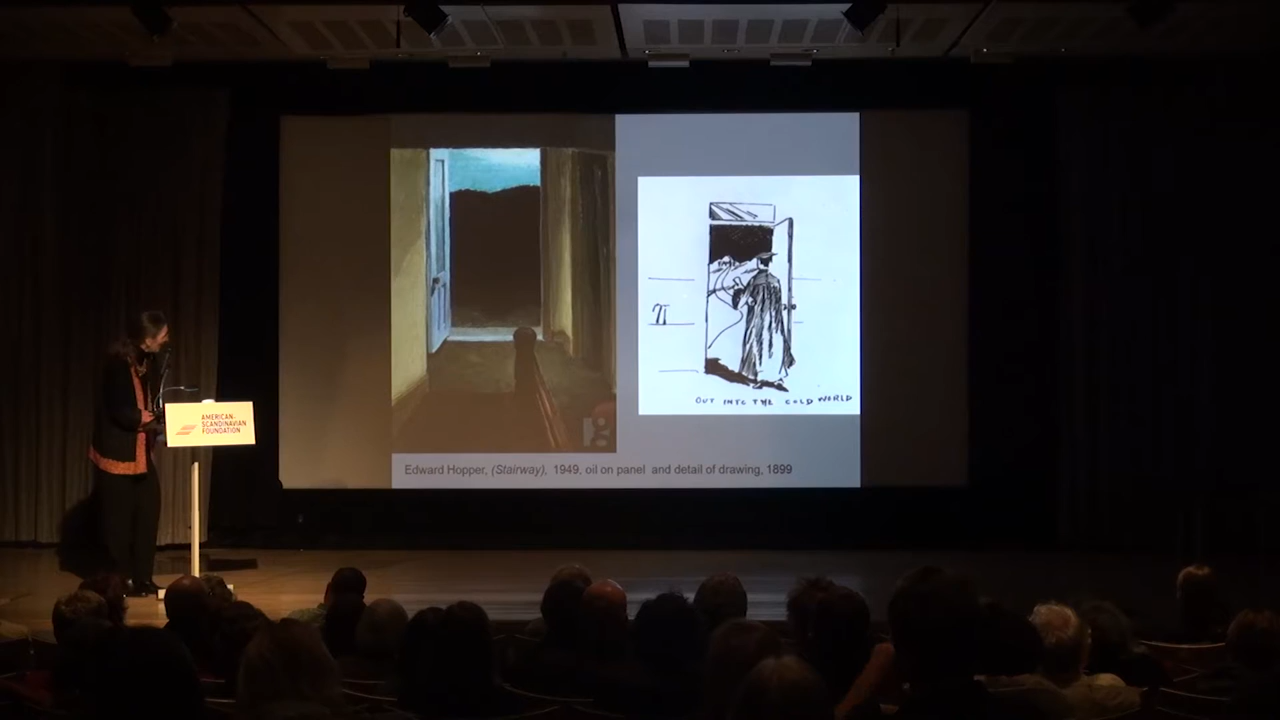 AMERICAN-
SCANDINAVIAN
FOUNDATION
OUT INTO THE COLD WORLD
Edward Hopper, (Stairway), 1949, oil on panel and detail of drawing, 1899